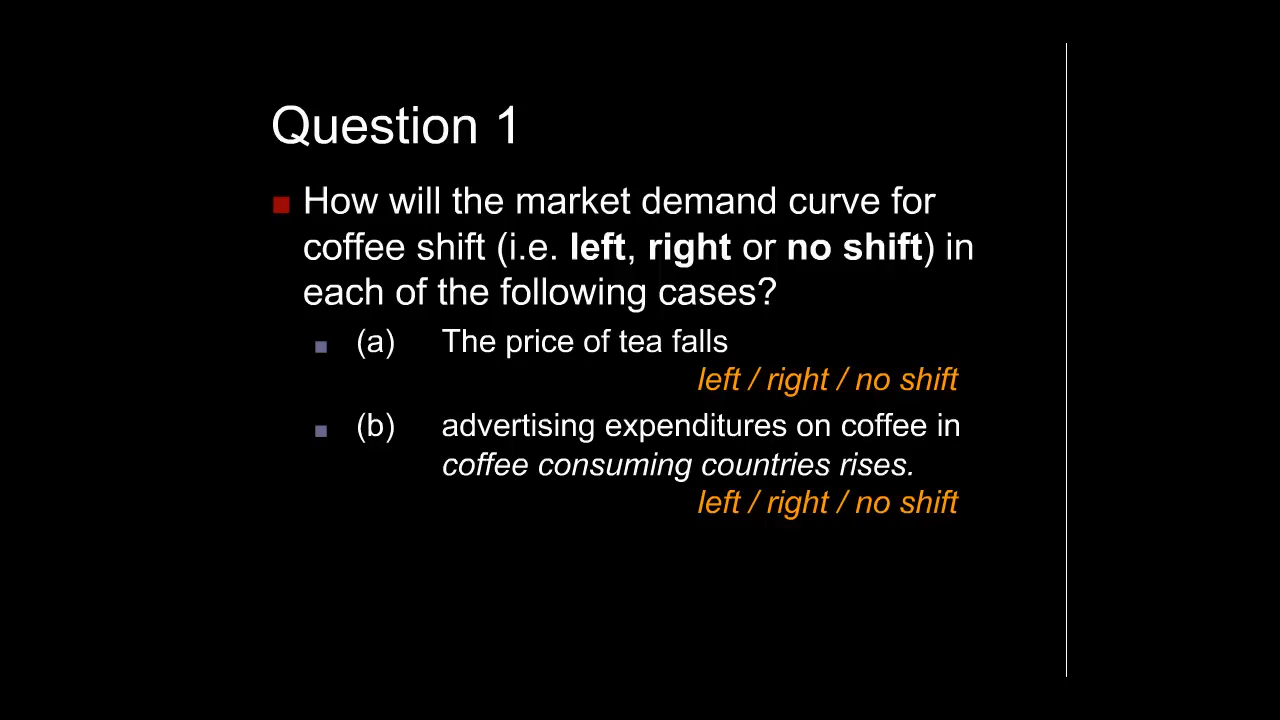 Question 1
How will the market demand curve for
coffee shift (i.e. left, right or no shift) in
each of the following cases?
(a) The price of tea falls
left / right / no shift
(b) advertising expenditures on coffee in
coffee consuming countries rises.
left / right / no shift